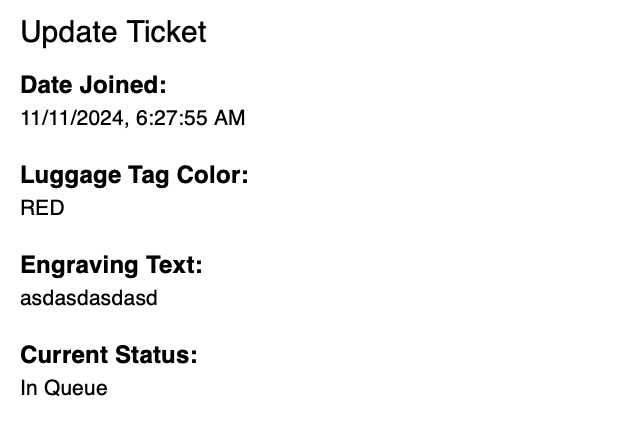 Update Ticket
Date Joined:
11/11/2024, 6:27:55 AM
Luggage Tag Color:
RED
Engraving Text:
asdasdasdasd
Current Status:
In Queue